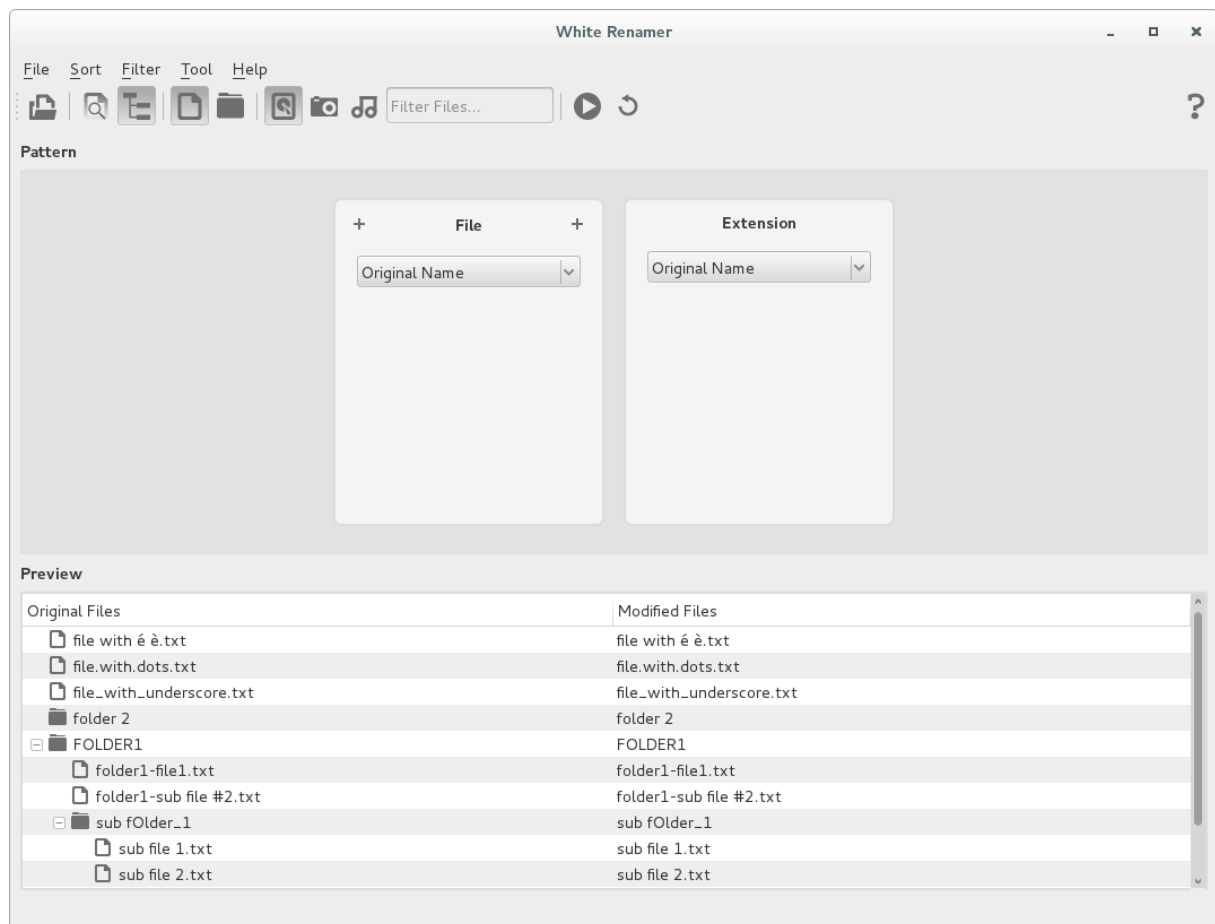 White Renamer
File Sort Filter Tool Help
Filter Files...
?
Pattern
+ File +
Extension
Original Name
Original Name
Preview
Original Files Modified Files
file with é è.txt file with é è.txt
file.with.dots.txt file.with.dots.txt
file_with_underscore.txt file_with_underscore.txt
folder 2 folder 2
FOLDER1 FOLDER1
folder1-file1.txt folder1-file1.txt
folder1-sub file #2.txt folder1-sub file #2.txt
sub fOlder_1 sub fOlder_1
sub file 1.txt sub file 1.txt
sub file 2.txt sub file 2.txt